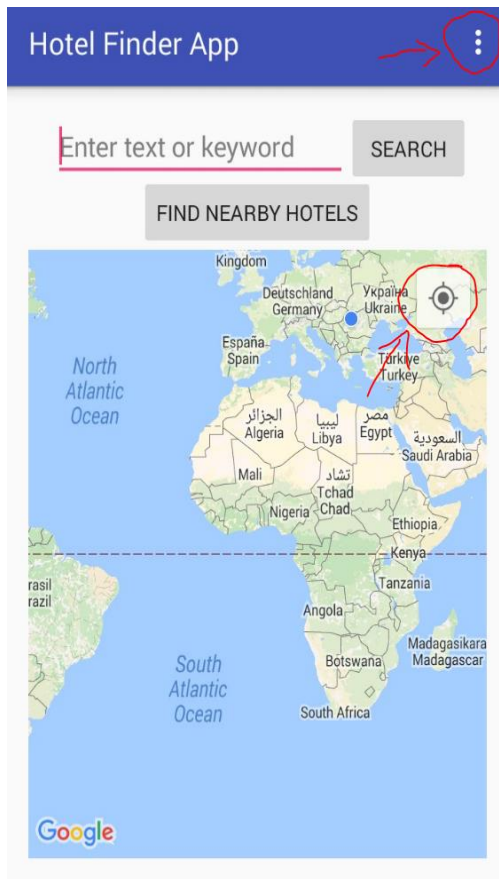 Hotel Finder App
Enter text or keyword
SEARCH
FIND NEARBY HOTELS
Kingdom
Deutschland
Germany
Україна
Ukraine
España
Spain
Türkiye
Turkey
North
Atlantic
Ocean
الجزائر
Algeria
ليبيا
Libya
مصر
Egypt
السعودية
Saudi Arabia
Mali
تشاد
Tchad
Chad
Nigeria
Ethiopia
Kenya
rasil
razil
Tanzania
Angola
Madagasikara
Madagascar
Botswana
South
Atlantic
Ocean
South Africa
Google